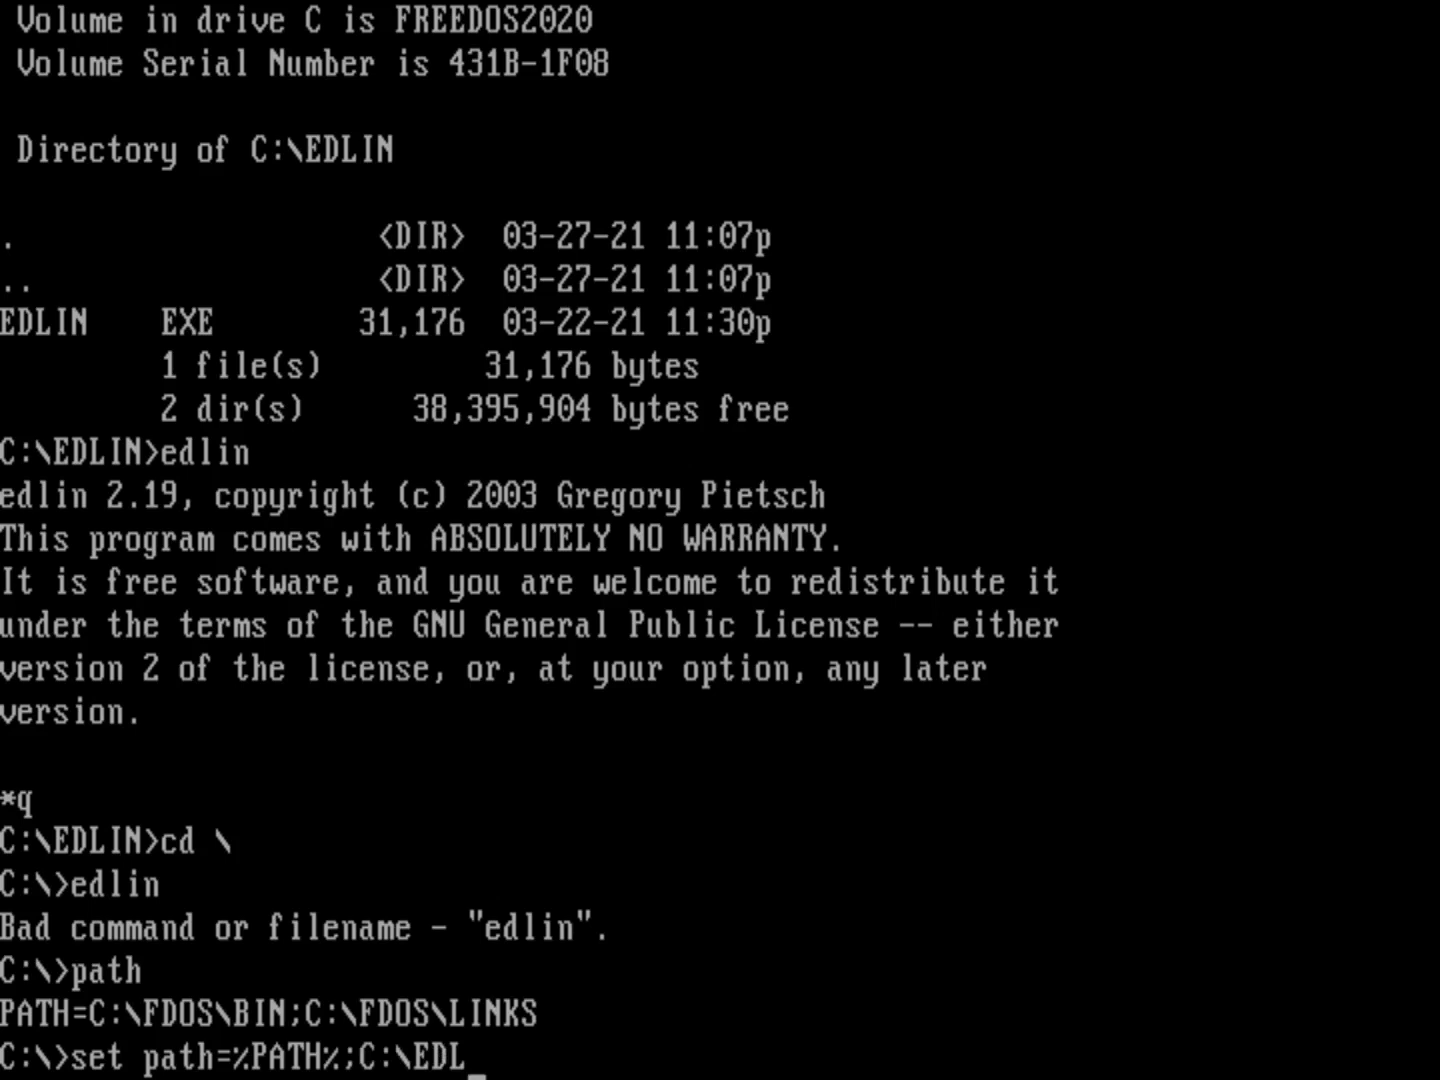 Volume in drive C is FREEDOS2020
Volume Serial Number is 431B-1F08
Directory of C:\EDLIN
. <DIR> 03-27-21 11:07p
.. <DIR> 03-27-21 11:07p
EDLIN EXE 31,176 03-22-21 11:30p
1 file(s) 31,176 bytes
2 dir(s) 38,395,904 bytes free
C:\EDLIN>edlin
edlin 2.19, copyright (c) 2003 Gregory Pietsch
This program comes with ABSOLUTELY NO WARRANTY.
It is free software, and you are welcome to redistribute it
under the terms of the GNU General Public License -- either
version 2 of the license, or, at your option, any later
version.
*q
C:\EDLIN>cd \
C:\>edlin
Bad command or filename - "edlin".
C:\>path
PATH=C:\FDOS\BIN;C:\FDOS\LINKS
C:\>set path=%PATH%;C:\EDL_